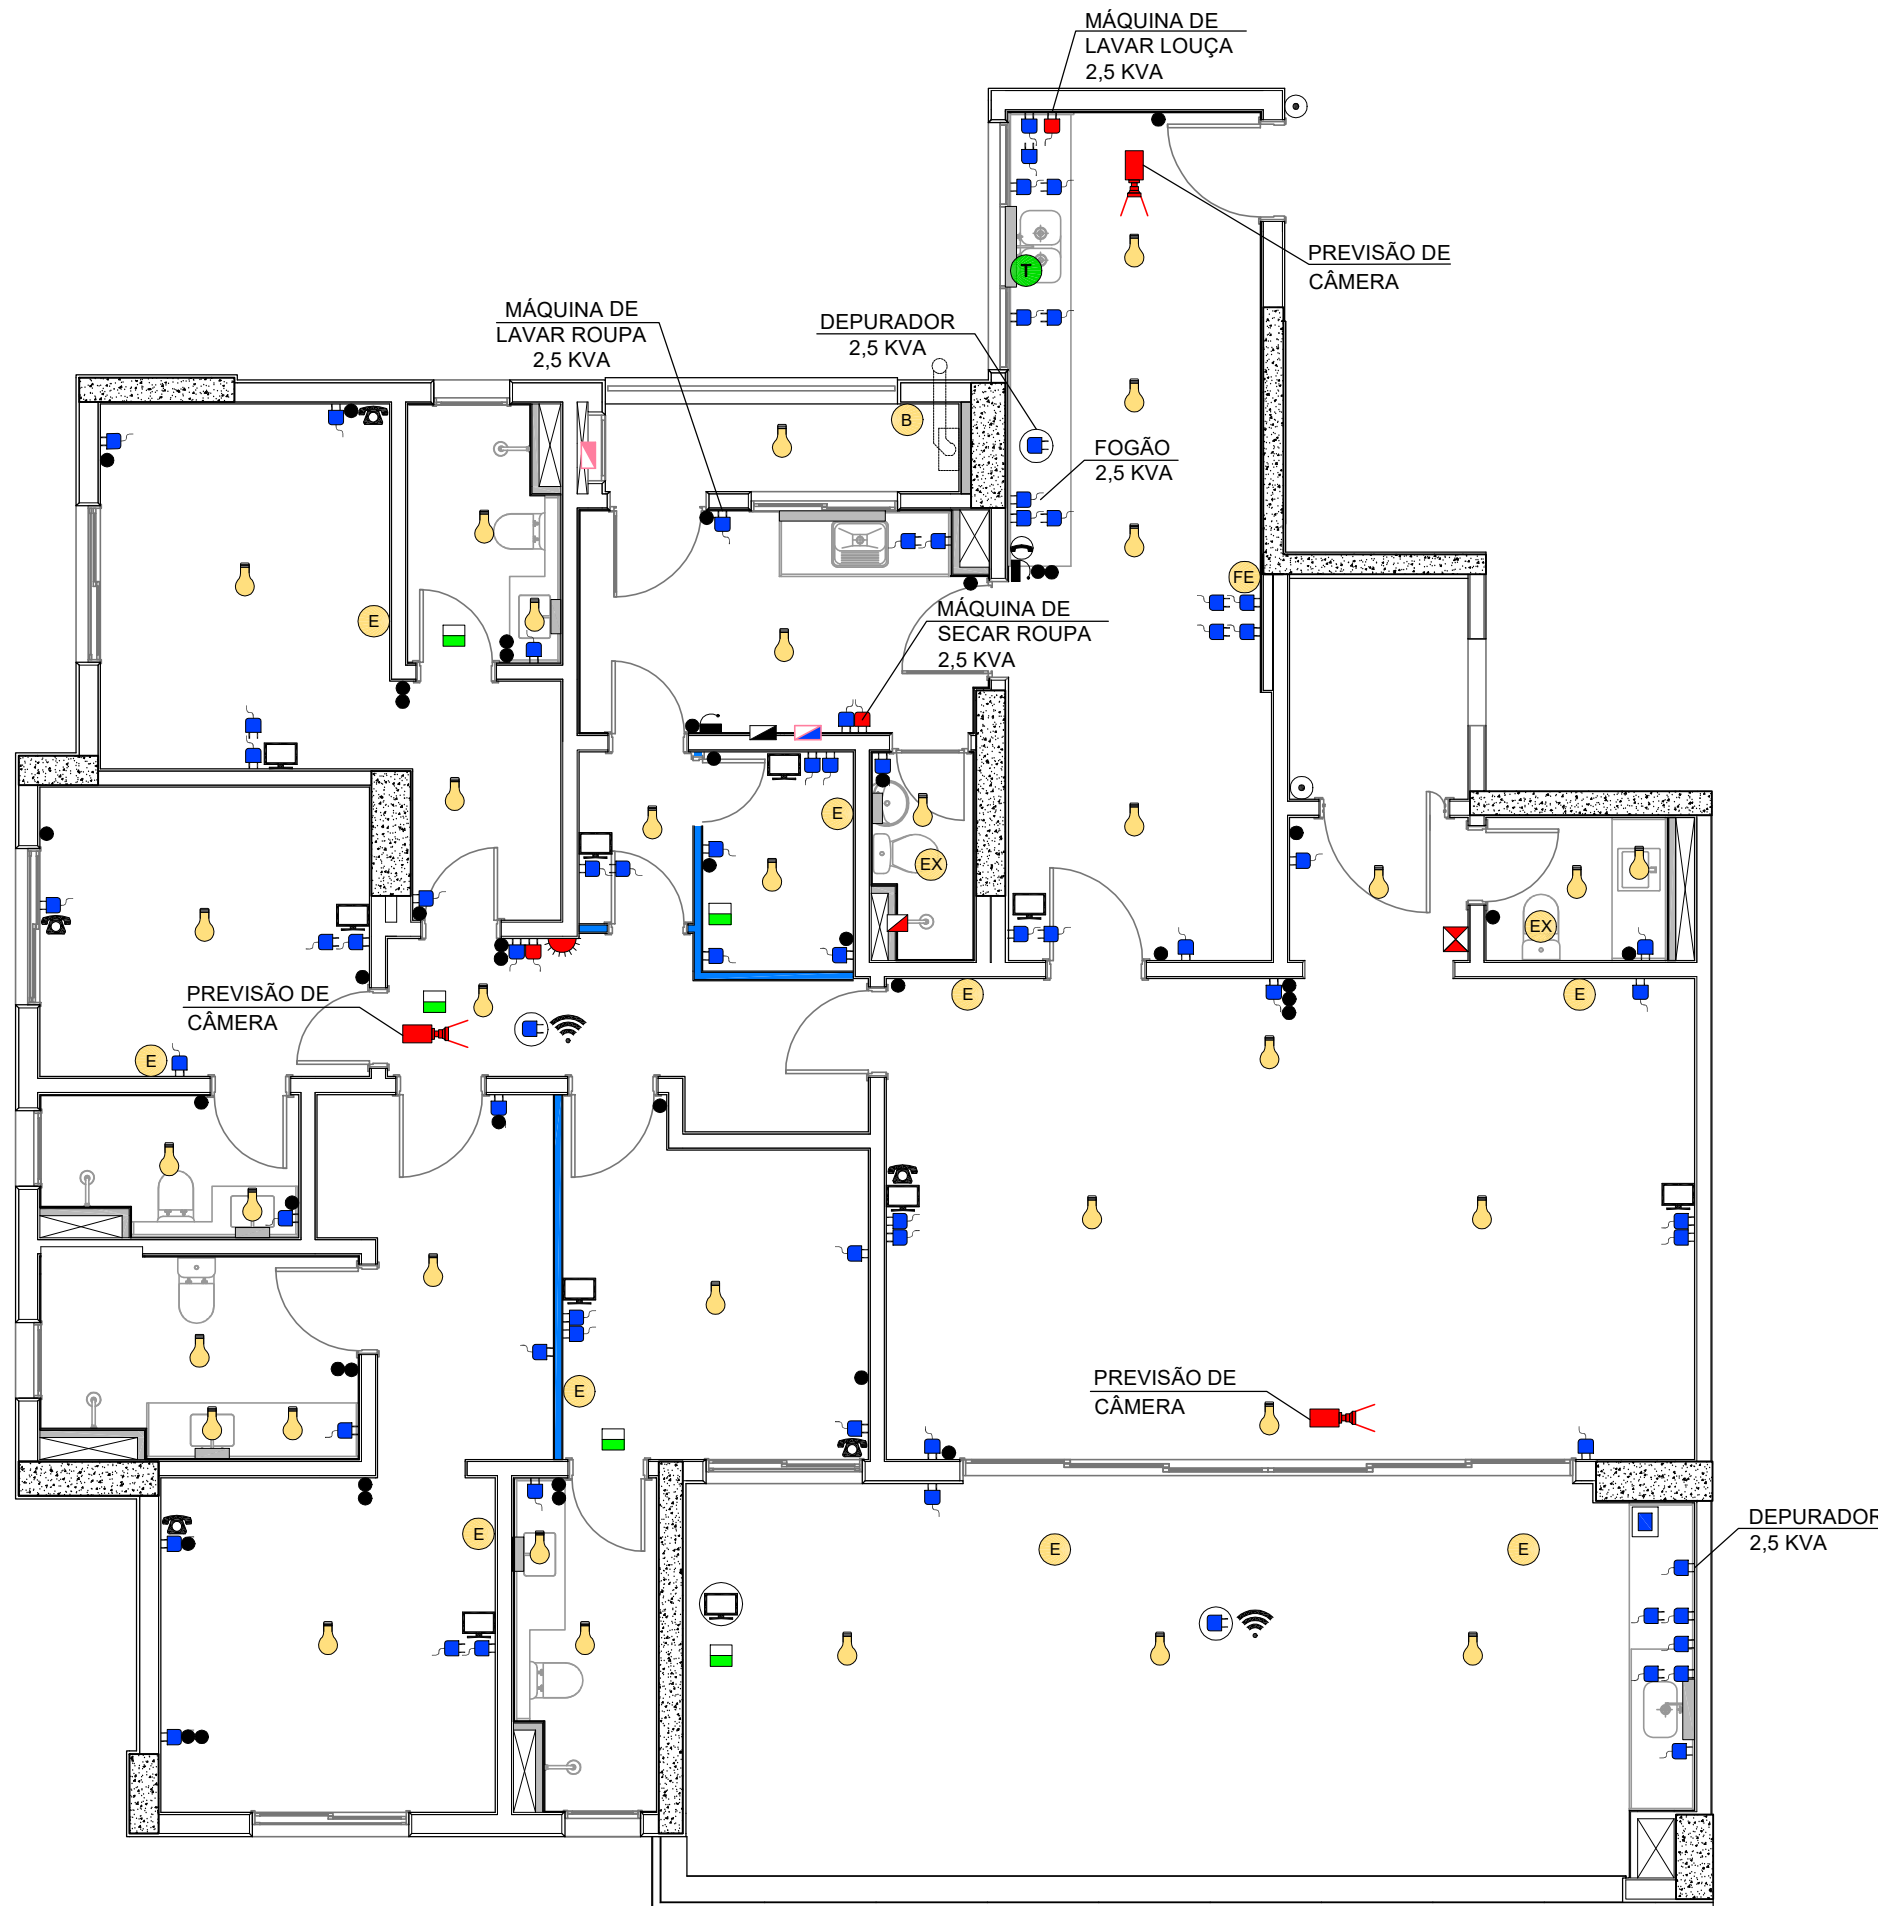 MÁQUINA DE
LAVAR LOUÇA
2,5 KVA
PREVISÃO DE
CÂMERA
T
MÁQUINA DE
LAVAR ROUPA
2,5 KVA
DEPURADOR
2,5 KVA
B
FOGÃO
2,5 KVA
FE
E
MÁQUINA DE
SECAR ROUPA
2,5 KVA
E
EX
EX
PREVISÃO DE
CÂMERA
E
E
E
E
PREVISÃO DE
CÂMERA
E
E
E
E
DEPURADOR
2,5 KVA